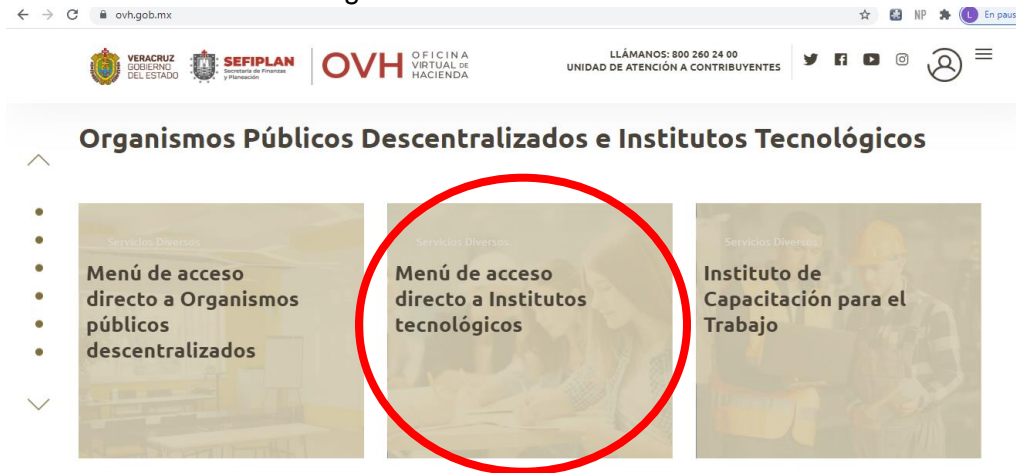 ovh.gob.mx
NP
L
En paus
VERACRUZ
GOBIERNO
DEL ESTADO
SEFIPLAN
Secretaría de Finanzas
y Planeación
OVH
OFICINA
VIRTUAL DE
HACIENDA
LLÁMANOS: 800 260 24 00
UNIDAD DE ATENCIÓN A CONTRIBUYENTES
Organismos Públicos Descentralizados e Institutos Tecnológicos
Servicios Diversos
Menú de acceso
directo a Organismos
públicos
descentralizados
Servicios Diversos
Menú de acceso
directo a Institutos
tecnológicos
Servicios Diversos
Instituto de
Capacitación para el
Trabajo